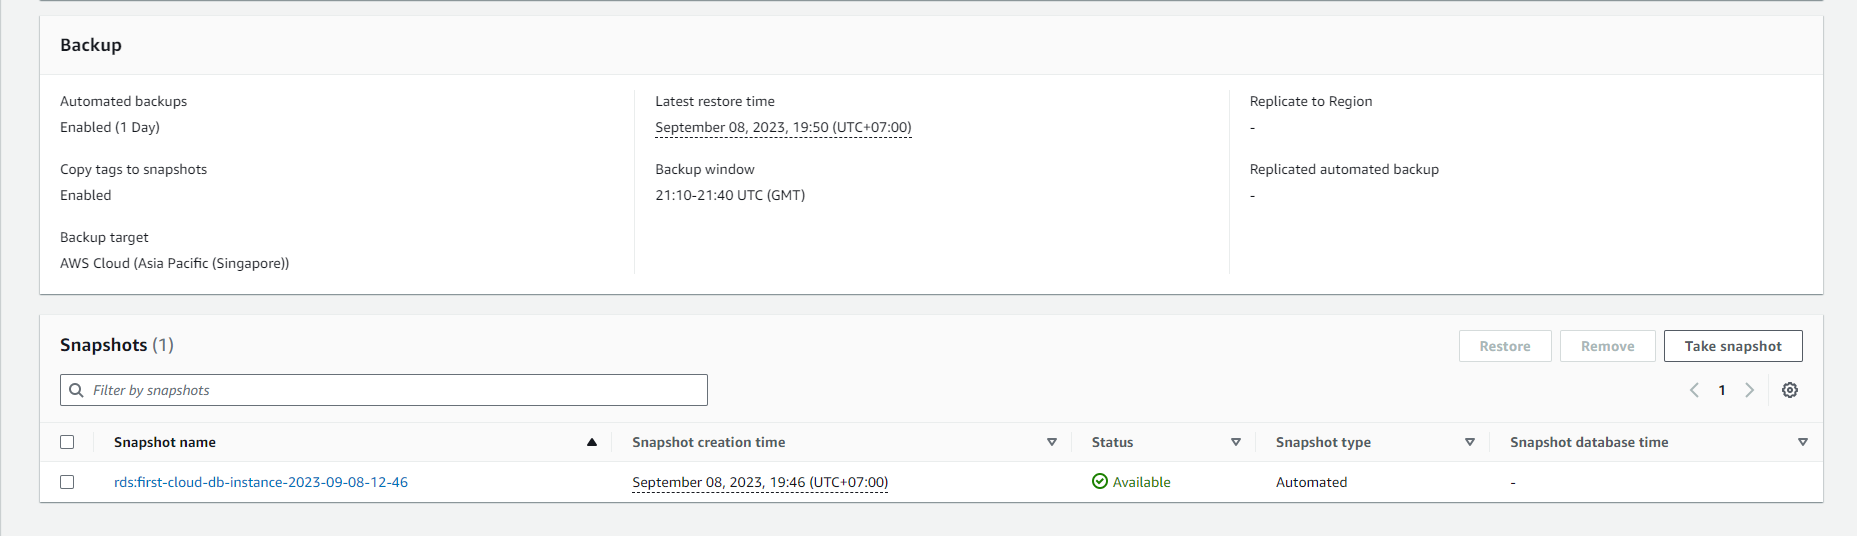 Backup
Automated backups
Enabled (1 Day)
Copy tags to snapshots
Enabled
Backup target
AWS Cloud (Asia Pacific (Singapore))
Latest restore time
September 08, 2023, 19:50 (UTC+07:00)
Backup window
21:10-21:40 UTC (GMT)
Replicate to Region
-
Replicated automated backup
-
Snapshots (1)
Restore Remove Take snapshot
Filter by snapshots
1
Snapshot name Snapshot creation time Status Snapshot type Snapshot database time
rds:first-cloud-db-instance-2023-09-08-12-46 September 08, 2023, 19:46 (UTC+07:00) Available Automated -